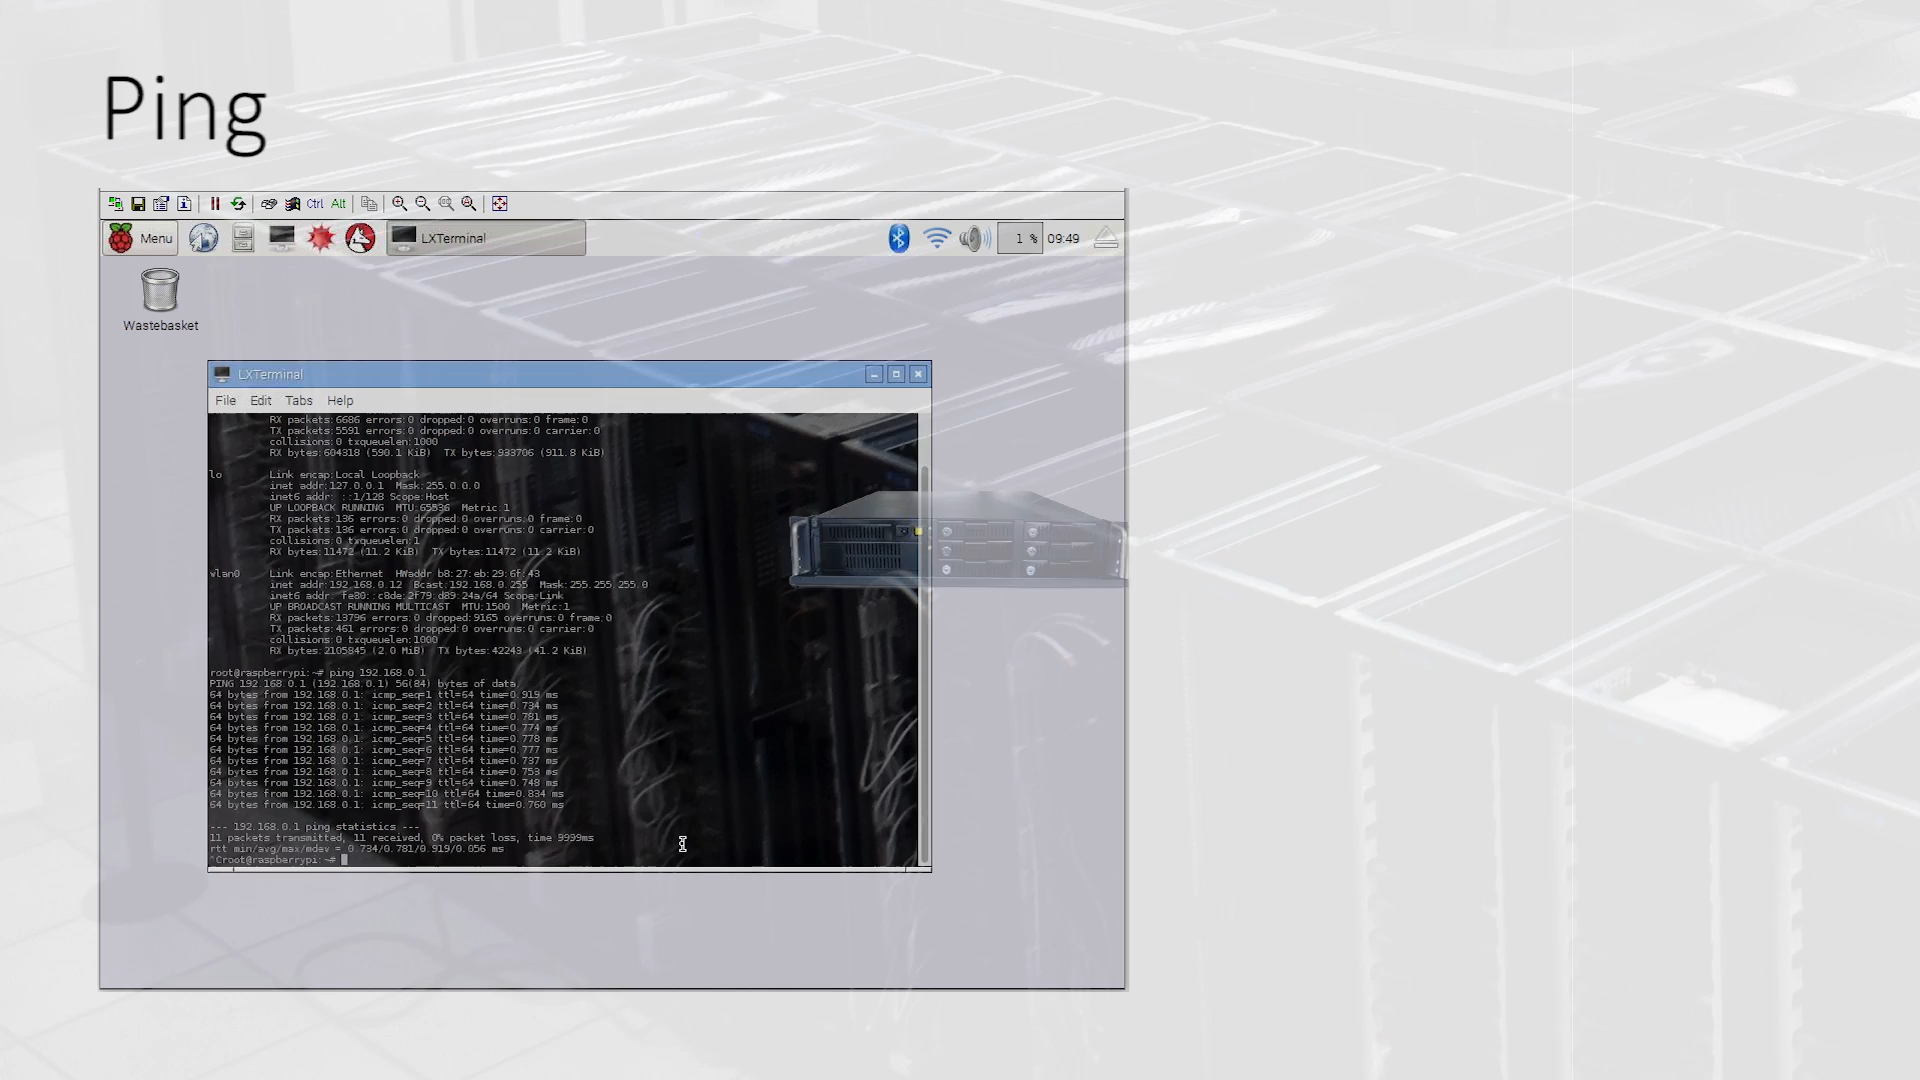 Ping
Ctrl Alt
Menu LXTerminal 1 % 09:49
Wastebasket
LXTerminal
File Edit Tabs Help
RX packets:6686 errors:0 dropped:0 overruns:0 frame:0
TX packets:5591 errors:0 dropped:0 overruns:0 carrier:0
collisions:0 txqueuelen:1000
RX bytes:604318 (590.1 KiB) TX bytes:933706 (911.8 KiB)
lo Link encap:Local Loopback
inet addr:127.0.0.1 Mask:255.0.0.0
inet6 addr: ::1/128 Scope:Host
UP LOOPBACK RUNNING MTU:65536 Metric:1
RX packets:136 errors:0 dropped:0 overruns:0 frame:0
TX packets:136 errors:0 dropped:0 overruns:0 carrier:0
collisions:0 txqueuelen:1
RX bytes:11472 (11.2 KiB) TX bytes:11472 (11.2 KiB)
wlan0 Link encap:Ethernet HWaddr b8:27:eb:29:6f:43
inet addr:192.168.0.12 Bcast:192.168.0.255 Mask:255.255.255.0
inet6 addr: fe80::c8de:2f79:d89:24a/64 Scope:Link
UP BROADCAST RUNNING MULTICAST MTU:1500 Metric:1
RX packets:13796 errors:0 dropped:9165 overruns:0 frame:0
TX packets:461 errors:0 dropped:0 overruns:0 carrier:0
collisions:0 txqueuelen:1000
RX bytes:2105845 (2.0 MiB) TX bytes:42243 (41.2 KiB)
root@raspberrypi:~# ping 192.168.0.1
PING 192.168.0.1 (192.168.0.1) 56(84) bytes of data.
64 bytes from 192.168.0.1: icmp_seq=1 ttl=64 time=0.919 ms
64 bytes from 192.168.0.1: icmp_seq=2 ttl=64 time=0.734 ms
64 bytes from 192.168.0.1: icmp_seq=3 ttl=64 time=0.781 ms
64 bytes from 192.168.0.1: icmp_seq=4 ttl=64 time=0.774 ms
64 bytes from 192.168.0.1: icmp_seq=5 ttl=64 time=0.778 ms
64 bytes from 192.168.0.1: icmp_seq=6 ttl=64 time=0.777 ms
64 bytes from 192.168.0.1: icmp_seq=7 ttl=64 time=0.737 ms
64 bytes from 192.168.0.1: icmp_seq=8 ttl=64 time=0.753 ms
64 bytes from 192.168.0.1: icmp_seq=9 ttl=64 time=0.748 ms
64 bytes from 192.168.0.1: icmp_seq=10 ttl=64 time=0.834 ms
64 bytes from 192.168.0.1: icmp_seq=11 ttl=64 time=0.760 ms
--- 192.168.0.1 ping statistics ---
11 packets transmitted, 11 received, 0% packet loss, time 9999ms
rtt min/avg/max/mdev = 0.734/0.781/0.919/0.056 ms
^Croot@raspberrypi:~#